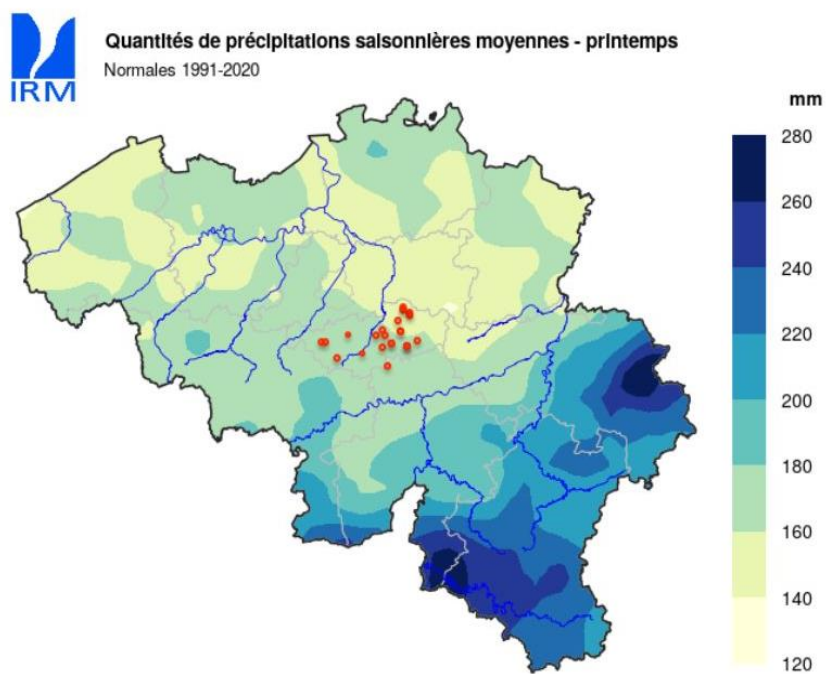 IRM
Quantités de précipitations saisonnières moyennes - printemps
Normales 1991-2020
mm
280
260
240
220
200
180
160
140
120